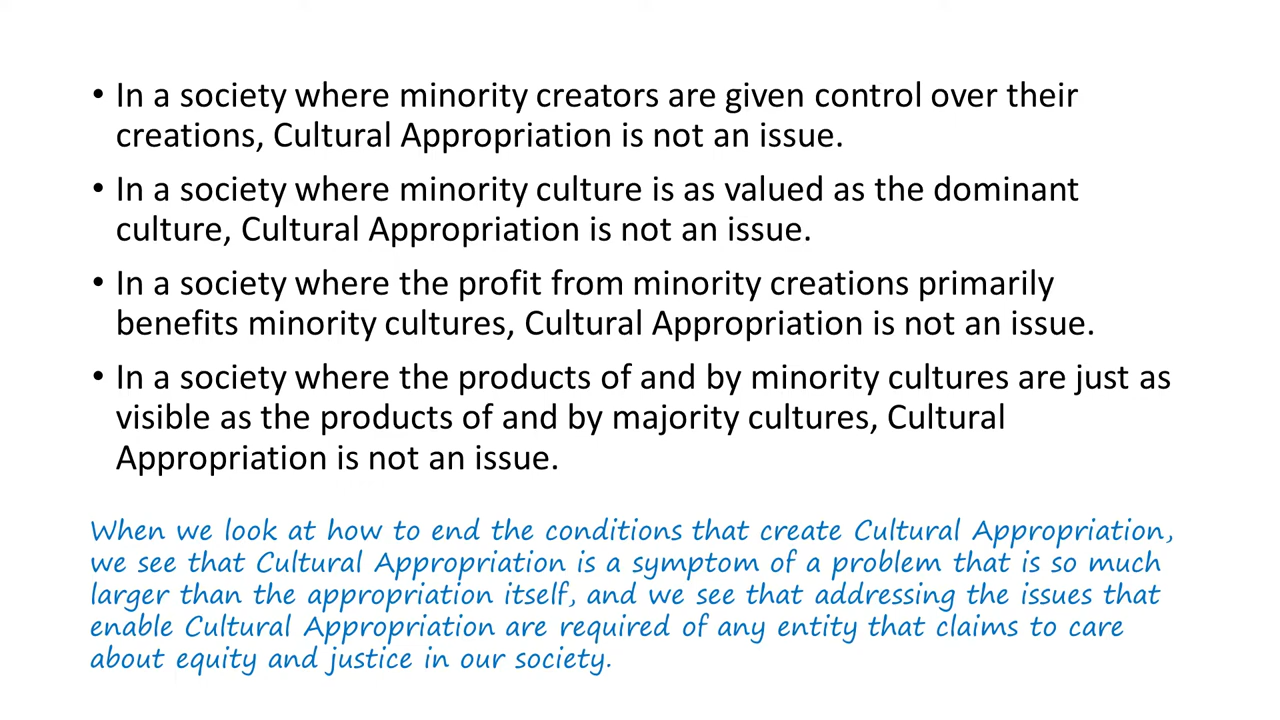 • In a society where minority creators are given control over their
creations, Cultural Appropriation is not an issue.
• In a society where minority culture is as valued as the dominant
culture, Cultural Appropriation is not an issue.
• In a society where the profit from minority creations primarily
benefits minority cultures, Cultural Appropriation is not an issue.
• In a society where the products of and by minority cultures are just as
visible as the products of and by majority cultures, Cultural
Appropriation is not an issue.
When we look at how to end the conditions that create Cultural Appropriation,
we see that Cultural Appropriation is a symptom of a problem that is so much
larger than the appropriation itself, and we see that addressing the issues that
enable Cultural Appropriation are required of any entity that claims to care
about equity and justice in our society.